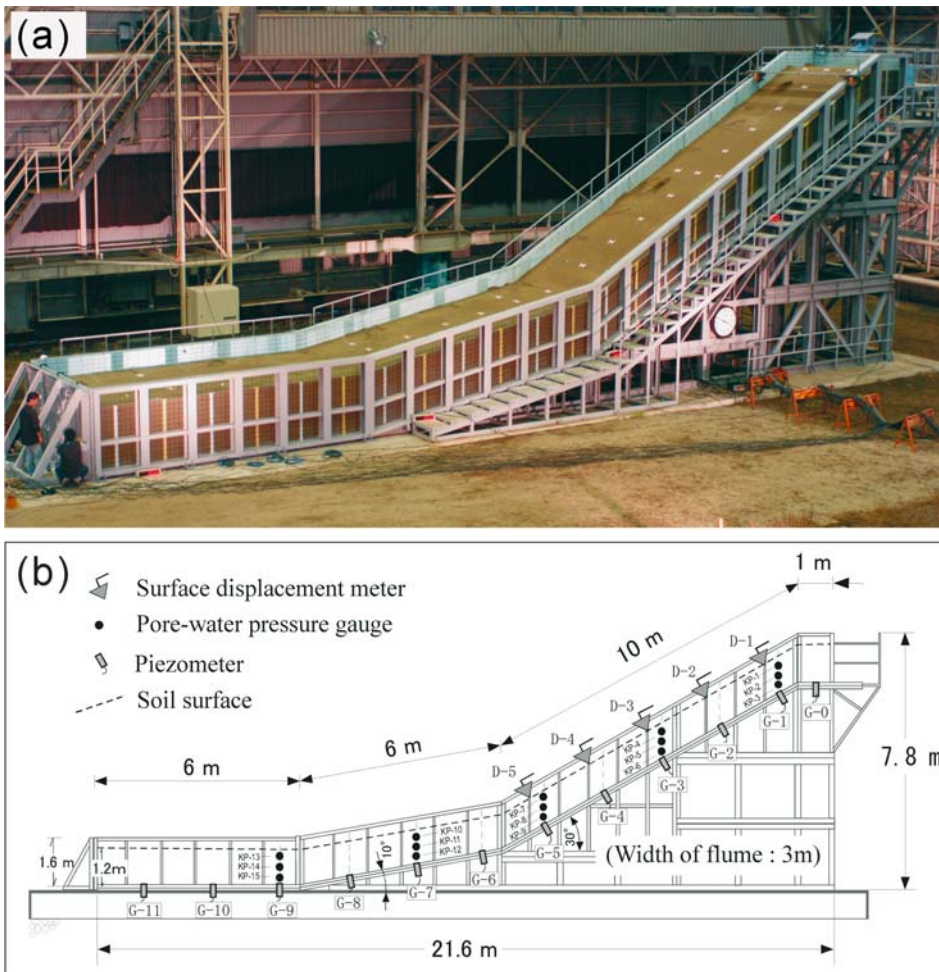 (a)
(b)
Surface displacement meter
Pore-water pressure gauge
Piezometer
Soil surface
1 m
10 m
6 m
6 m
7.8 m
1.6 m
1.2m
D-1
D-2
D-3
D-4
D-5
KP-1
KP-2
KP-3
KP-4
KP-5
KP-6
KP-7
KP-8
KP-9
KP-10
KP-11
KP-12
KP-13
KP-14
KP-15
G-0
G-1
G-2
G-3
G-4
G-5
G-6
G-7
G-8
G-9
G-10
G-11
10°
30°
(Width of flume : 3m)
21.6 m